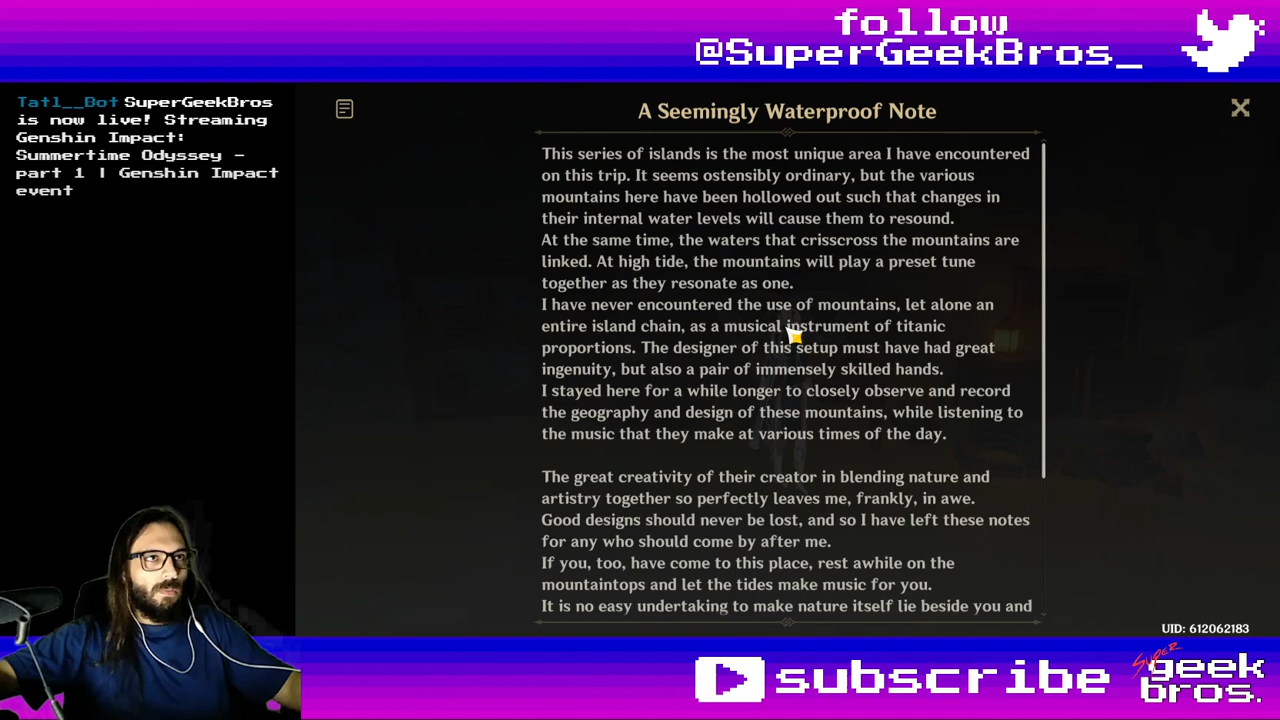 follow
@SuperGeekBros_
Tatl__Bot SuperGeekBros
is now live! Streaming
Genshin Impact:
Summertime Odyssey -
part 1 | Genshin Impact
event
A Seemingly Waterproof Note
This series of islands is the most unique area I have encountered
on this trip. It seems ostensibly ordinary, but the various
mountains here have been hollowed out such that changes in
their internal water levels will cause them to resound.
At the same time, the waters that crisscross the mountains are
linked. At high tide, the mountains will play a preset tune
together as they resonate as one.
I have never encountered the use of mountains, let alone an
entire island chain, as a musical instrument of titanic
proportions. The designer of this setup must have had great
ingenuity, but also a pair of immensely skilled hands.
I stayed here for a while longer to closely observe and record
the geography and design of these mountains, while listening to
the music that they make at various times of the day.
The great creativity of their creator in blending nature and
artistry together so perfectly leaves me, frankly, in awe.
Good designs should never be lost, and so I have left these notes
for any who should come by after me.
If you, too, have come to this place, rest awhile on the
mountaintops and let the tides make music for you.
It is no easy undertaking to make nature itself lie beside you and
UID: 612062183
subscribe
super
geek
bros.